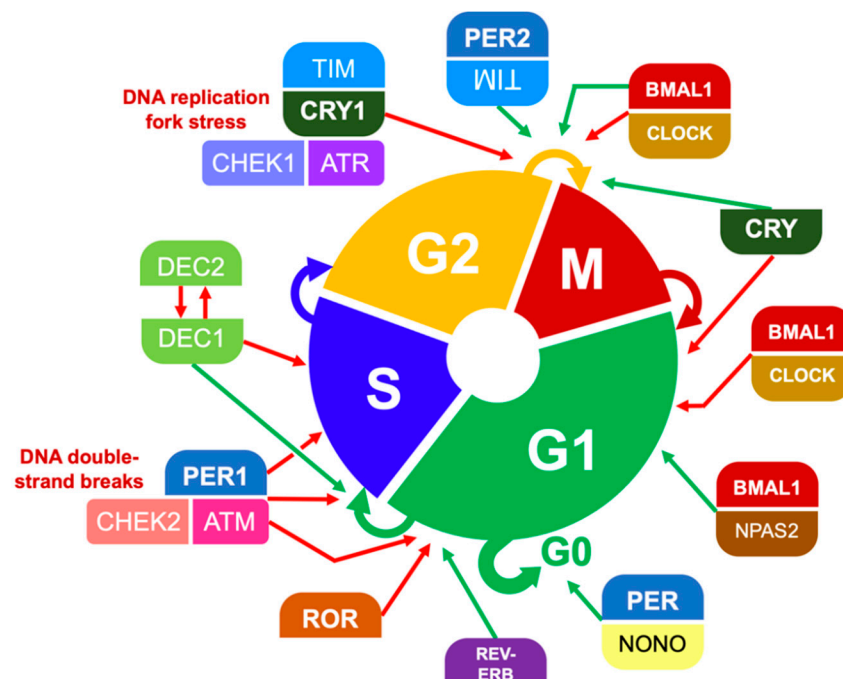 PER2
TIM
TIM
CRY1
DNA replication
fork stress
CHEK1
ATR
BMAL1
CLOCK
CRY
G2
M
DEC2
DEC1
S
G1
BMAL1
CLOCK
DNA double-
strand breaks
PER1
CHEK2
ATM
BMAL1
NPAS2
G0
ROR
REV-
ERB
PER
NONO